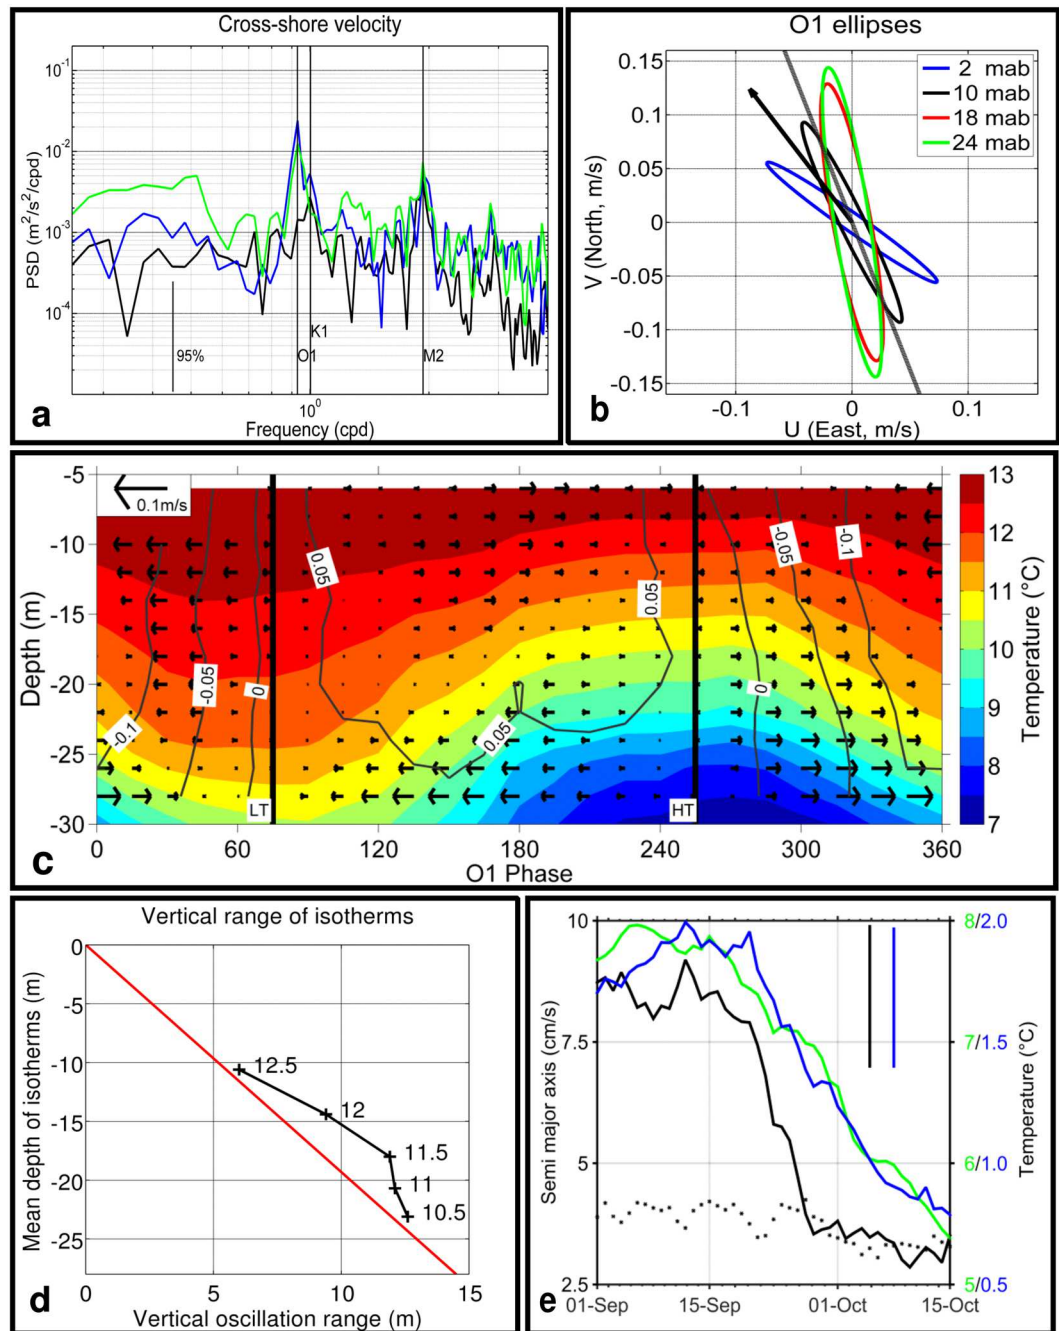 Cross-shore velocity
PSD (m²/s²/cpd)
10⁻¹
10⁻²
10⁻³
10⁻⁴
95%
O1
K1
M2
10⁰
Frequency (cpd)
a
O1 ellipses
V (North, m/s)
0.15
0.1
0.05
0
-0.05
-0.1
-0.15
2 mab
10 mab
18 mab
24 mab
-0.1 0 0.1
U (East, m/s)
b
Depth (m)
-5
-10
-15
-20
-25
-30
0.1m/s
0.05
-0.05
0
-0.1
0.05
0.05
-0.05
-0.1
0
LT
HT
0 60 120 180 240 300 360
O1 Phase
13
12
11
10
9
8
7
Temperature (°C)
c
Vertical range of isotherms
Mean depth of isotherms (m)
0
-5
-10
-15
-20
-25
12.5
12
11.5
11
10.5
0 5 10 15
Vertical oscillation range (m)
d
Semi major axis (cm/s)
10
7.5
5
2.5
01-Sep 15-Sep 01-Oct 15-Oct
8/2.0
7/1.5
6/1.0
5/0.5
Temperature (°C)
e